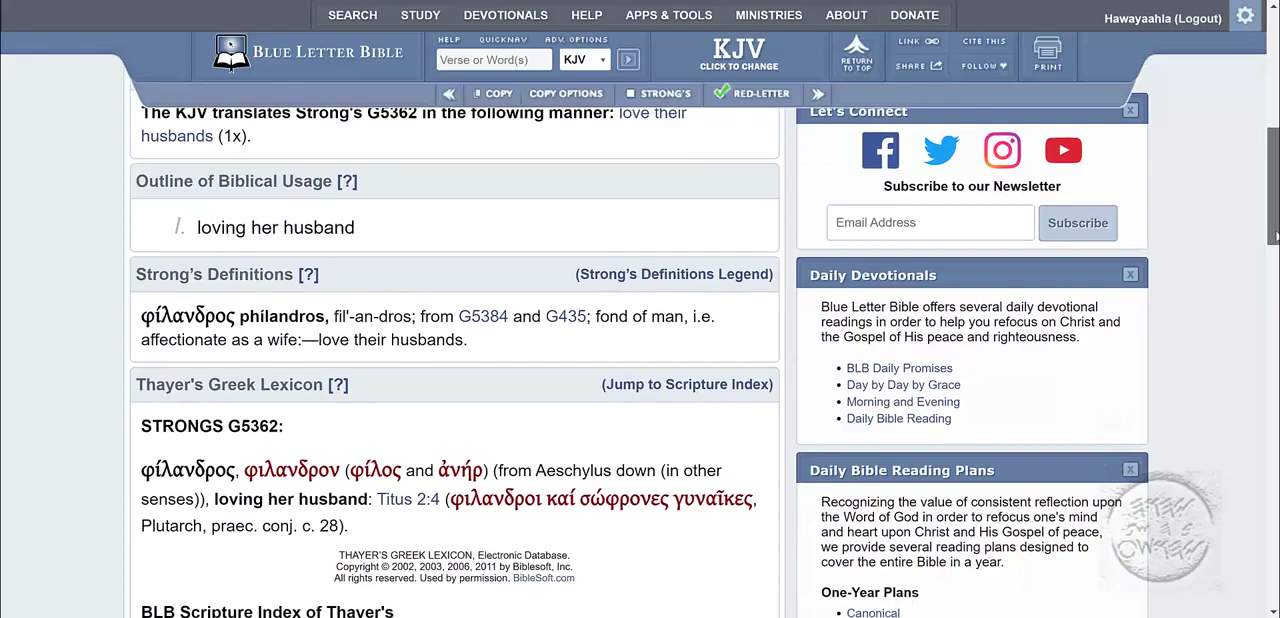 SEARCH STUDY DEVOTIONALS HELP APPS & TOOLS MINISTRIES ABOUT DONATE
Hawayaahla (Logout)
BLUE LETTER BIBLE
HELP QUICKNAV ADV. OPTIONS
Verse or Word(s) KJV
KJV
CLICK TO CHANGE
RETURN
TO TOP
LINK CITE THIS
SHARE FOLLOW
PRINT
COPY COPY OPTIONS STRONG'S RED-LETTER
The KJV translates Strong's G5362 in the following manner: love their
husbands (1x).
Outline of Biblical Usage [?]
I. loving her husband
Strong's Definitions [?] (Strong's Definitions Legend)
φίλανδρος phílandros, fil'-an-dros; from G5384 and G435; fond of man, i.e.
affectionate as a wife:—love their husbands.
Thayer's Greek Lexicon [?] (Jump to Scripture Index)
STRONGS G5362:
φίλανδρος, φιλανδρον (φίλος and ἀνήρ) (from Aeschylus down (in other
senses)), loving her husband: Titus 2:4 (φιλανδροι καί σώφρονες γυναῖκες,
Plutarch, praec. conj. c. 28).
THAYER'S GREEK LEXICON, Electronic Database.
Copyright © 2002, 2003, 2006, 2011 by Biblesoft, Inc.
All rights reserved. Used by permission. BibleSoft.com
BLB Scripture Index of Thayer's
Let's Connect
Subscribe to our Newsletter
Email Address Subscribe
Daily Devotionals
Blue Letter Bible offers several daily devotional
readings in order to help you refocus on Christ and
the Gospel of His peace and righteousness.
• BLB Daily Promises
• Day by Day by Grace
• Morning and Evening
• Daily Bible Reading
Daily Bible Reading Plans
Recognizing the value of consistent reflection upon
the Word of God in order to refocus one's mind
and heart upon Christ and His Gospel of peace,
we provide several reading plans designed to
cover the entire Bible in a year.
One-Year Plans
• Canonical